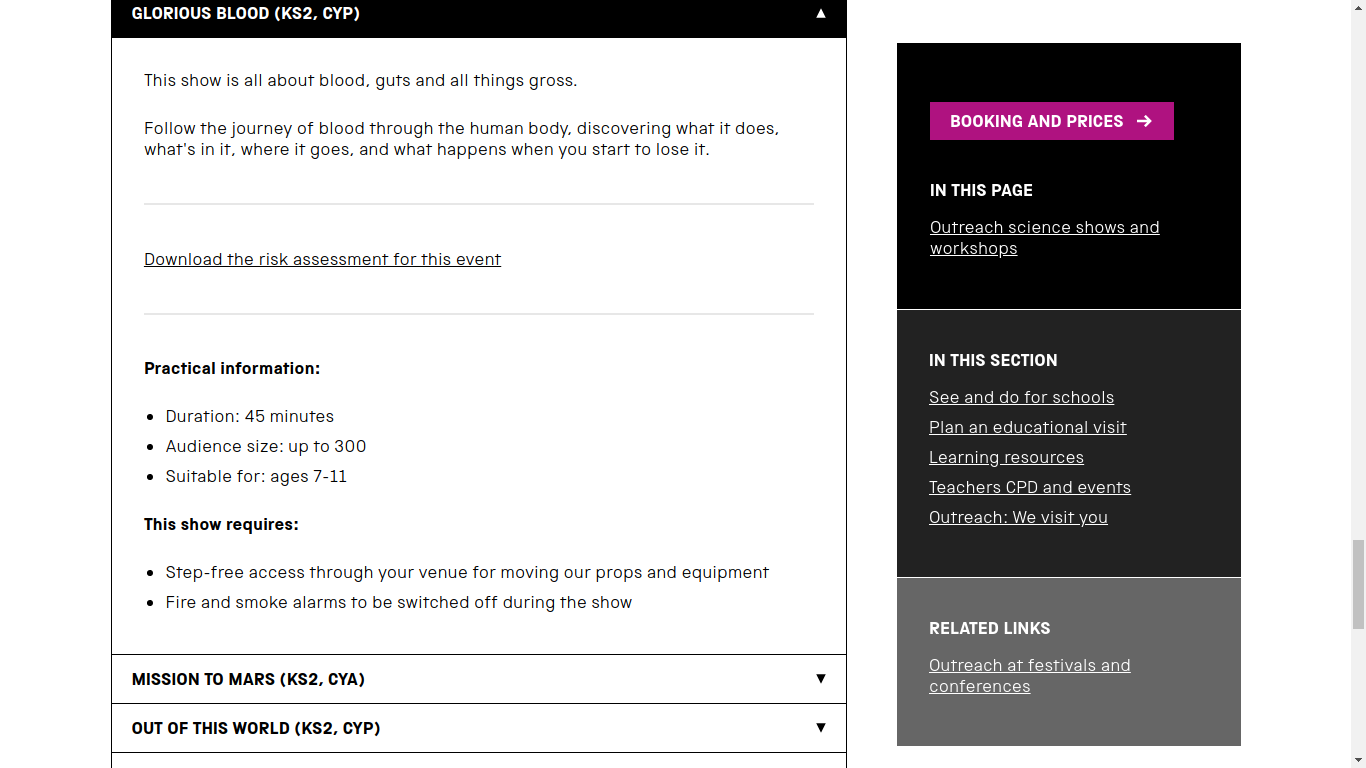 GLORIOUS BLOOD (KS2, CYP) ▲
This show is all about blood, guts and all things gross.
Follow the journey of blood through the human body, discovering what it does,
what's in it, where it goes, and what happens when you start to lose it.
Download the risk assessment for this event
Practical information:
• Duration: 45 minutes
• Audience size: up to 300
• Suitable for: ages 7-11
This show requires:
• Step-free access through your venue for moving our props and equipment
• Fire and smoke alarms to be switched off during the show
MISSION TO MARS (KS2, CYA) ▼
OUT OF THIS WORLD (KS2, CYP) ▼
BOOKING AND PRICES →
IN THIS PAGE
Outreach science shows and
workshops
IN THIS SECTION
See and do for schools
Plan an educational visit
Learning resources
Teachers CPD and events
Outreach: We visit you
RELATED LINKS
Outreach at festivals and
conferences